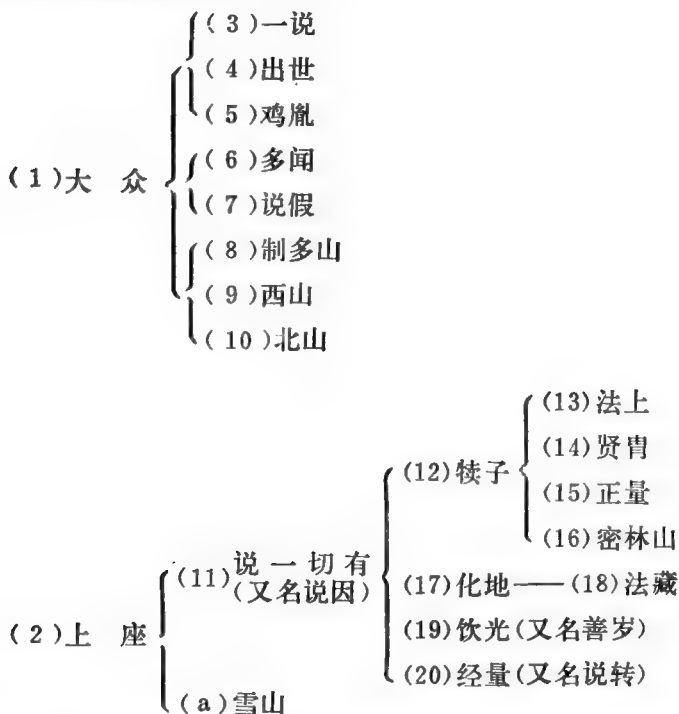 (3)一说
(4)出世
(5)鸡胤
(1)大 众
(6)多闻
(7)说假
(8)制多山
(9)西山
(10)北山
(13)法上
(14)贤胄
(12)犊子
(15)正量
(16)密林山
(11)说一切有
(又名说因)
(17)化地——(18)法藏
(2)上 座
(19)饮光(又名善岁)
(20)经量(又名说转)
(a)雪山